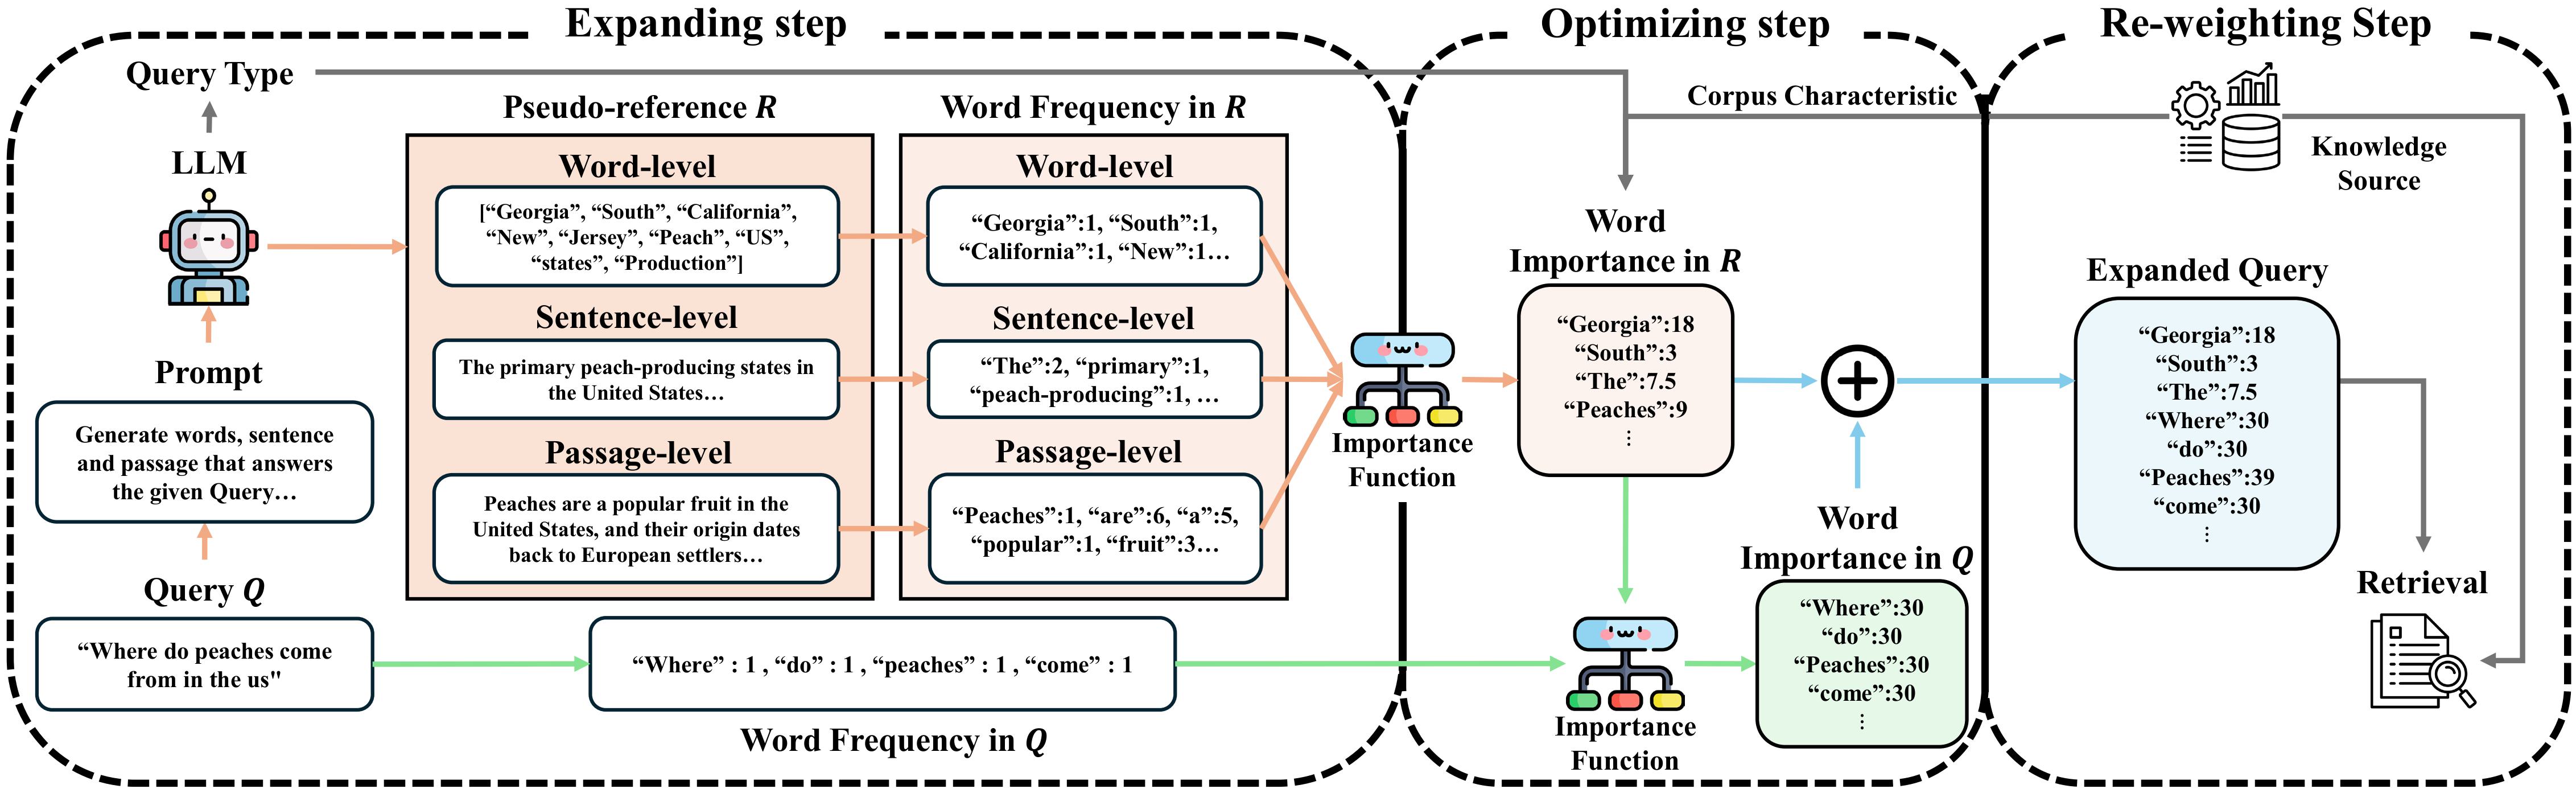 Expanding step
Query Type
LLM
Prompt
Generate words, sentence
and passage that answers
the given Query…
Query Q
“Where do peaches come
from in the us"
Pseudo-reference R
Word-level
[“Georgia”, “South”, “California”,
“New”, “Jersey”, “Peach”, “US”,
“states”, “Production”]
Sentence-level
The primary peach-producing states in
the United States…
Passage-level
Peaches are a popular fruit in the
United States, and their origin dates
back to European settlers…
Word Frequency in R
Word-level
“Georgia”:1, “South”:1,
“California”:1, “New”:1…
Sentence-level
“The”:2, “primary”:1,
“peach-producing”:1, …
Passage-level
“Peaches”:1, “are”:6, “a”:5,
“popular”:1, “fruit”:3…
“Where” : 1 , “do” : 1 , “peaches” : 1 , “come” : 1
Word Frequency in Q
Importance
Function
Optimizing step
Corpus Characteristic
Word
Importance in R
“Georgia”:18
“South”:3
“The”:7.5
“Peaches”:9
⋮
Importance
Function
Word
Importance in Q
“Where”:30
“do”:30
“Peaches”:30
“come”:30
⋮
Re-weighting Step
Knowledge
Source
Expanded Query
“Georgia”:18
“South”:3
“The”:7.5
“Where”:30
“do”:30
“Peaches”:39
“come”:30
⋮
Retrieval